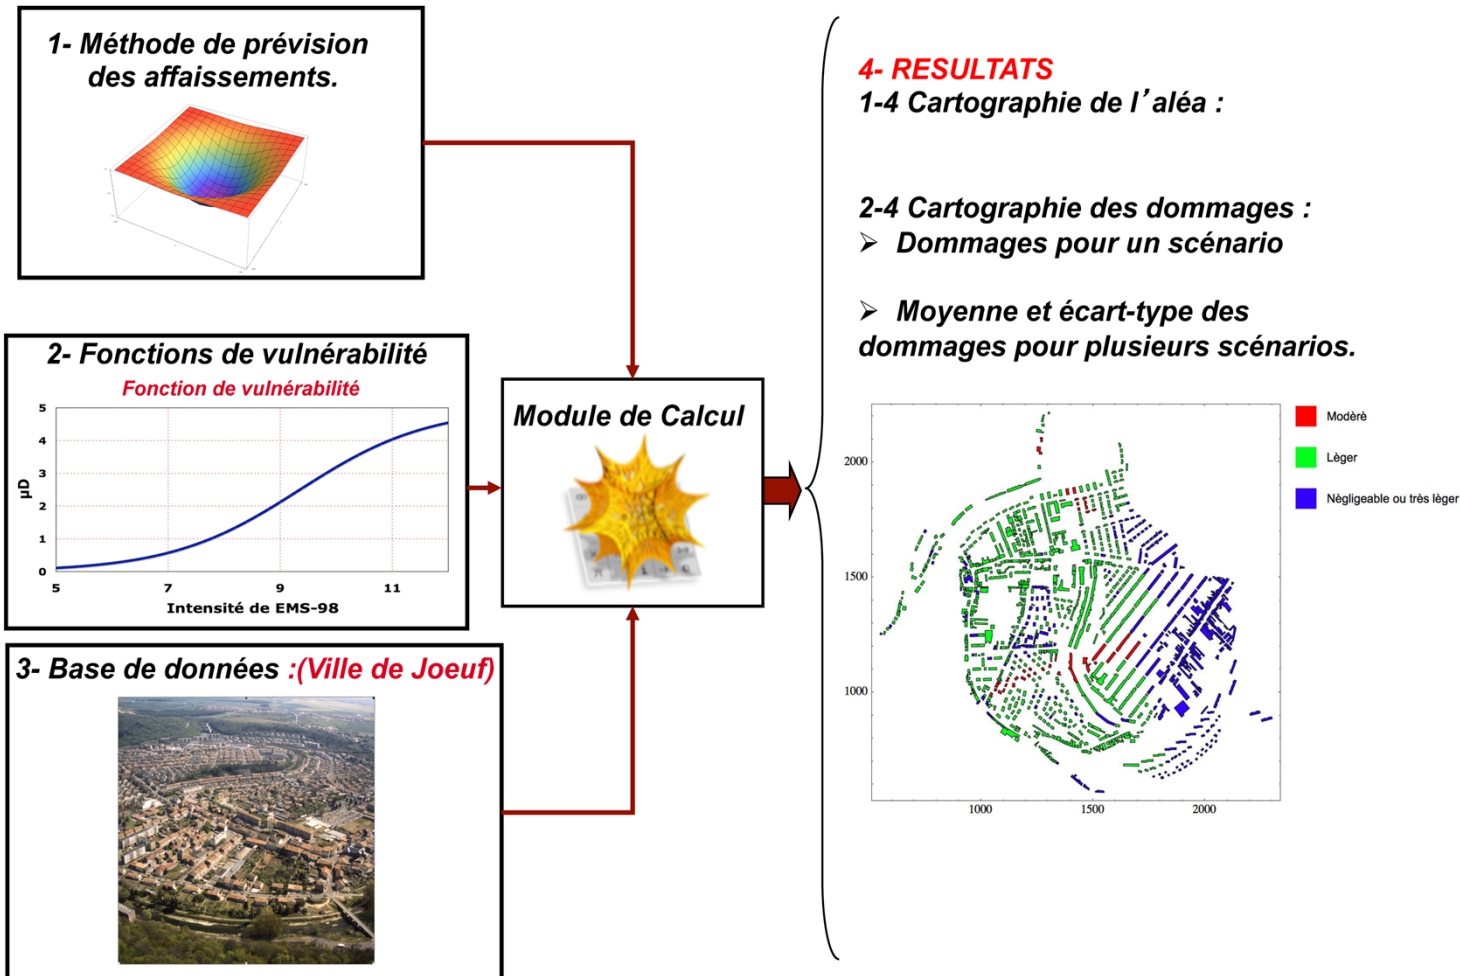 1- Méthode de prévision
des affaissements.
2- Fonctions de vulnérabilité
Fonction de vulnérabilité
5
4
3
2
1
0
µD
5 7 9 11
Intensité de EMS-98
3- Base de données :(Ville de Joeuf)
Module de Calcul
4- RESULTATS
1-4 Cartographie de l’aléa :
2-4 Cartographie des dommages :
➢ Dommages pour un scénario
➢ Moyenne et écart-type des
dommages pour plusieurs scénarios.
2000
1500
1000
1000 1500 2000
Modèrè
Lèger
Nègligeable ou très lèger